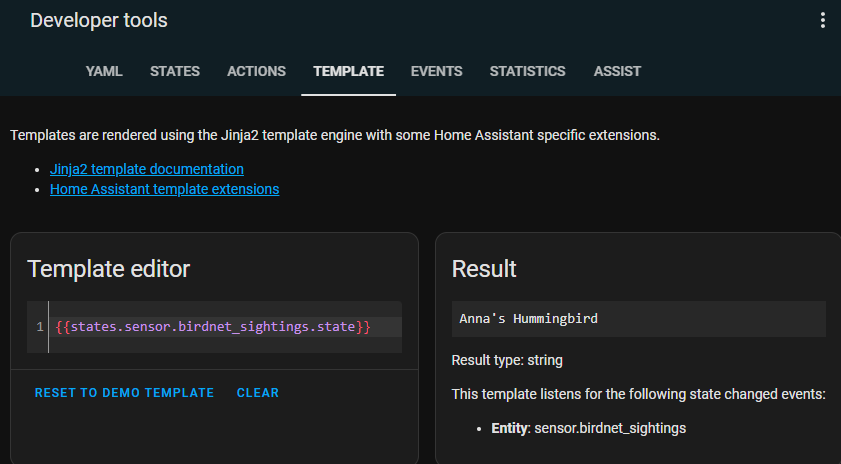 Developer tools
YAML STATES ACTIONS TEMPLATE EVENTS STATISTICS ASSIST
Templates are rendered using the Jinja2 template engine with some Home Assistant specific extensions.
• Jinja2 template documentation
• Home Assistant template extensions
Template editor
1 {{states.sensor.birdnet_sightings.state}}
RESET TO DEMO TEMPLATE CLEAR
Result
Anna's Hummingbird
Result type: string
This template listens for the following state changed events:
• Entity: sensor.birdnet_sightings